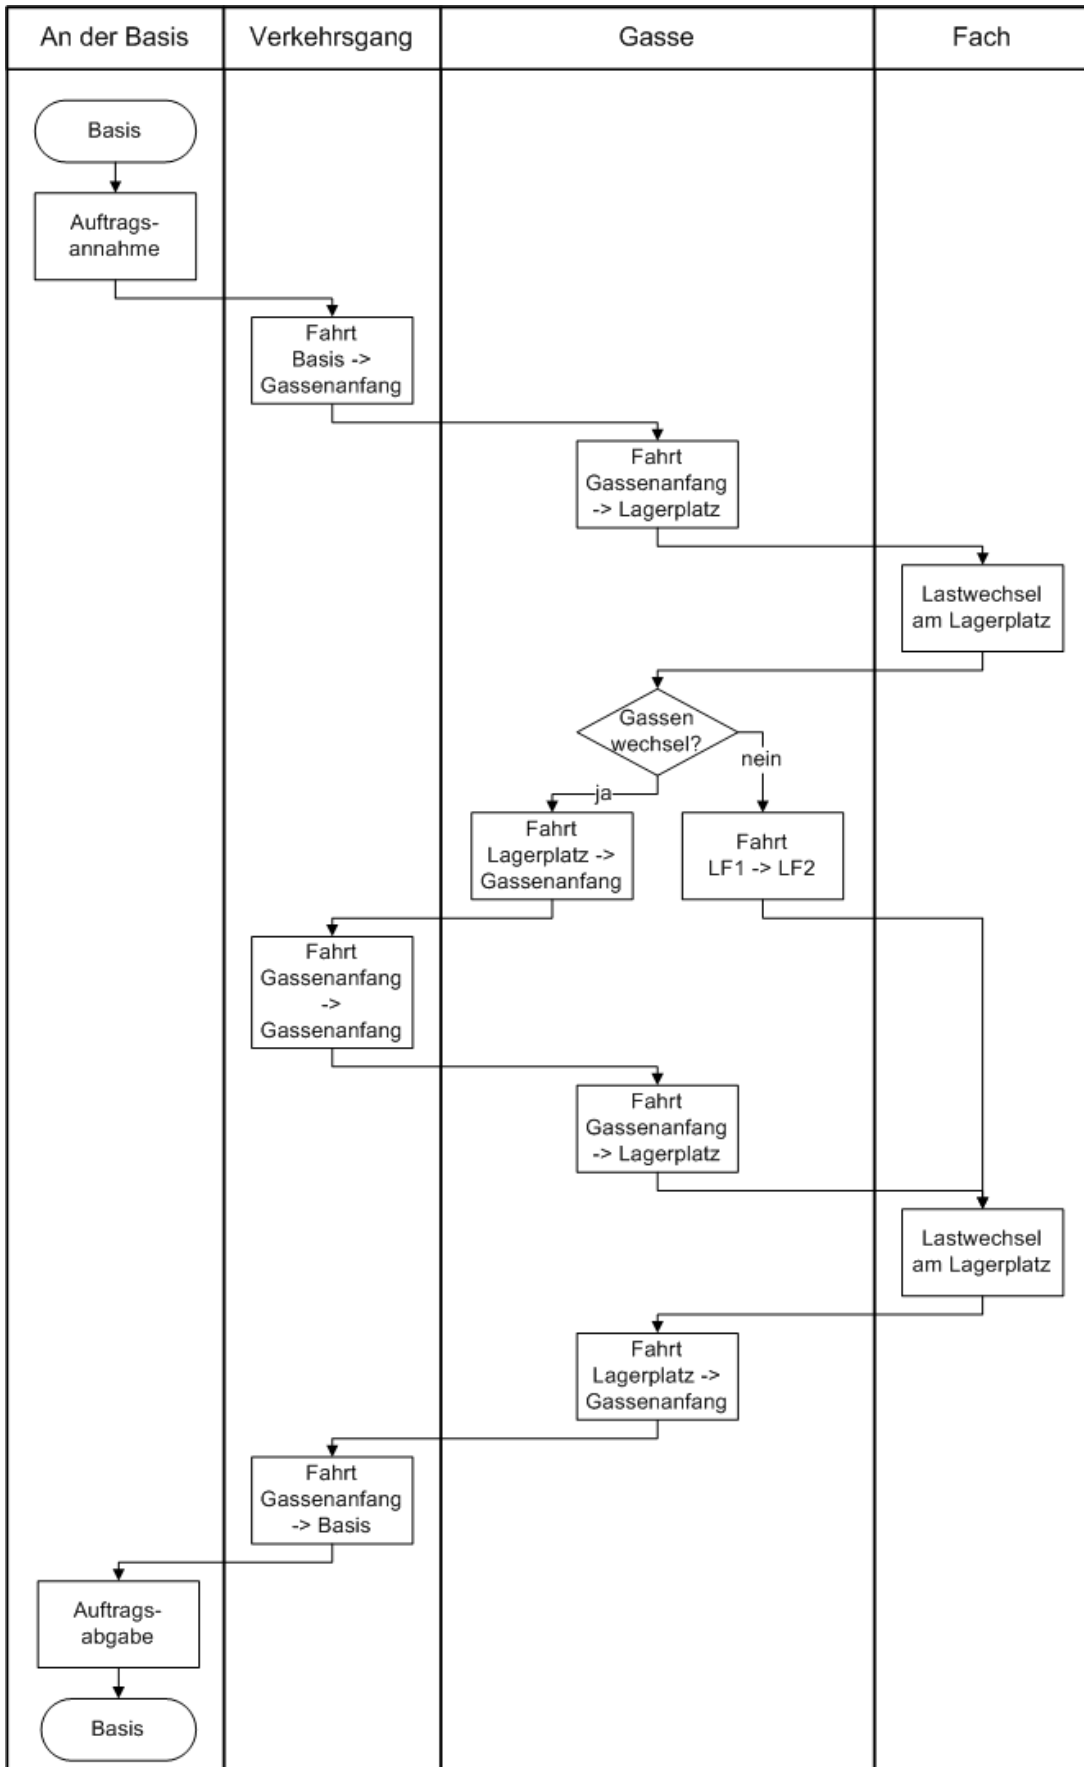 An der Basis
Verkehrsgang
Gasse
Fach
Basis
Auftrags-
annahme
Fahrt
Basis ->
Gassenanfang
Fahrt
Gassenanfang
-> Lagerplatz
Lastwechsel
am Lagerplatz
Gassen
wechsel?
nein
ja
Fahrt
Lagerplatz ->
Gassenanfang
Fahrt
LF1 -> LF2
Fahrt
Gassenanfang
->
Gassenanfang
Fahrt
Gassenanfang
-> Lagerplatz
Lastwechsel
am Lagerplatz
Fahrt
Lagerplatz ->
Gassenanfang
Fahrt
Gassenanfang
-> Basis
Auftrags-
abgabe
Basis